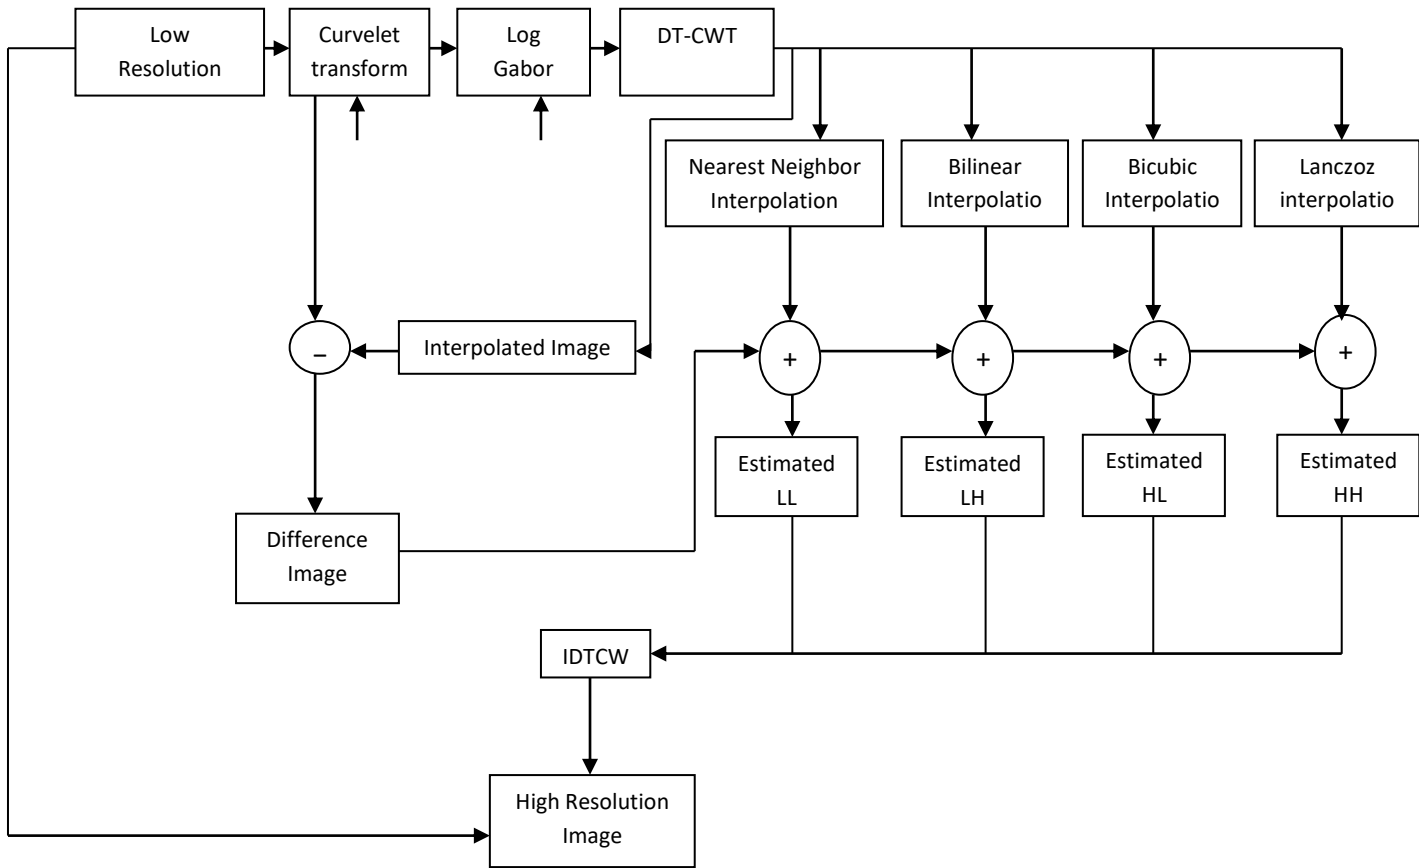 Low
Resolution
Curvelet
transform
Log
Gabor
DT-CWT
Nearest Neighbor
Interpolation
Bilinear
Interpolatio
Bicubic
Interpolatio
Lanczoz
interpolatio
_
Interpolated Image
+
+
+
+
Estimated
LL
Estimated
LH
Estimated
HL
Estimated
HH
Difference
Image
IDTCW
High Resolution
Image